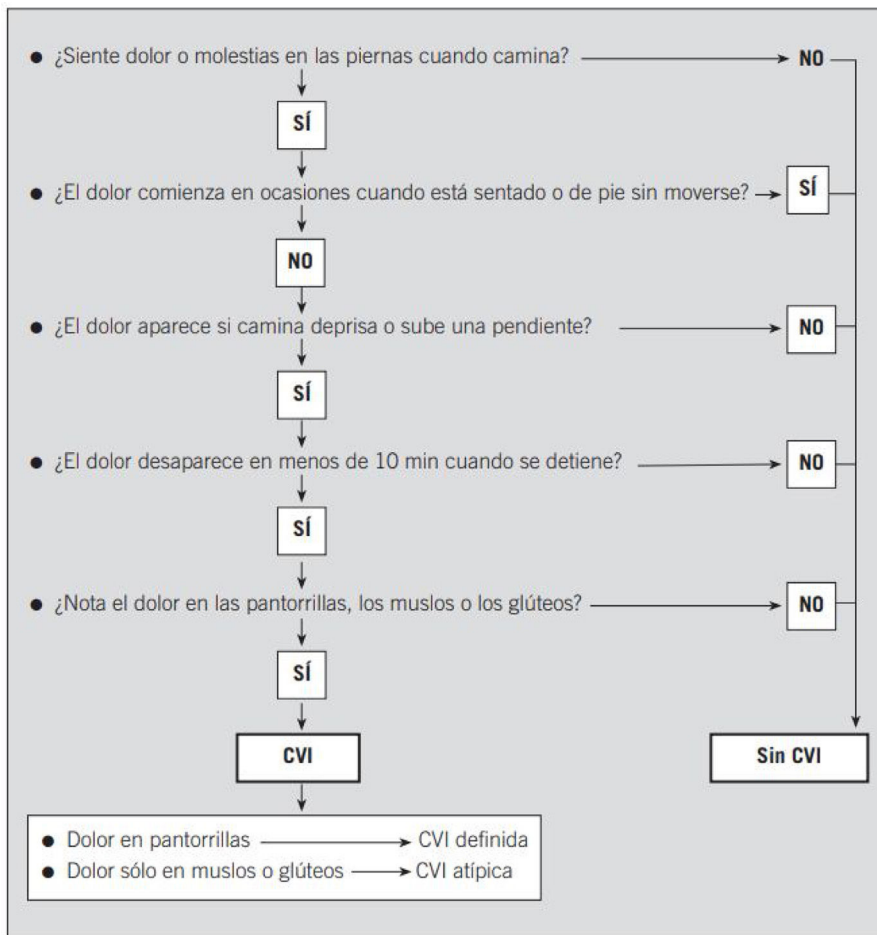 ● ¿Siente dolor o molestias en las piernas cuando camina? NO
SÍ
● ¿El dolor comienza en ocasiones cuando está sentado o de pie sin moverse? SÍ
NO
● ¿El dolor aparece si camina deprisa o sube una pendiente? NO
SÍ
● ¿El dolor desaparece en menos de 10 min cuando se detiene? NO
SÍ
● ¿Nota el dolor en las pantorrillas, los muslos o los glúteos? NO
SÍ
CVI Sin CVI
● Dolor en pantorrillas CVI definida
● Dolor sólo en muslos o glúteos CVI atípica